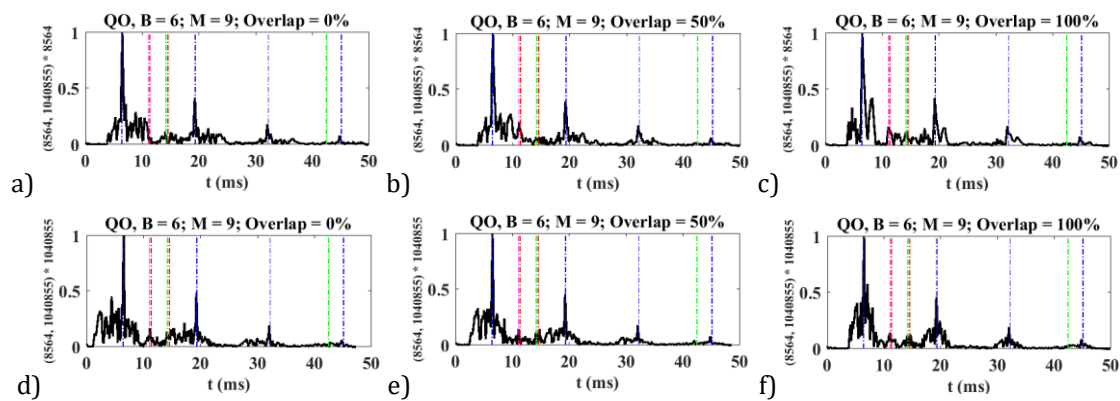 QO, B = 6; M = 9; Overlap = 0%
(8564, 1040855) * 8564
1
0.5
0
0 10 20 30 40 50
t (ms)
a)
QO, B = 6; M = 9; Overlap = 50%
(8564, 1040855) * 8564
1
0.5
0
0 10 20 30 40 50
t (ms)
b)
QO, B = 6; M = 9; Overlap = 100%
(8564, 1040855) * 8564
1
0.5
0
0 10 20 30 40 50
t (ms)
c)
QO, B = 6; M = 9; Overlap = 0%
(8564, 1040855) * 1040855
1
0.5
0
0 10 20 30 40 50
t (ms)
d)
QO, B = 6; M = 9; Overlap = 50%
(8564, 1040855) * 1040855
1
0.5
0
0 10 20 30 40 50
t (ms)
e)
QO, B = 6; M = 9; Overlap = 100%
(8564, 1040855) * 1040855
1
0.5
0
0 10 20 30 40 50
t (ms)
f)